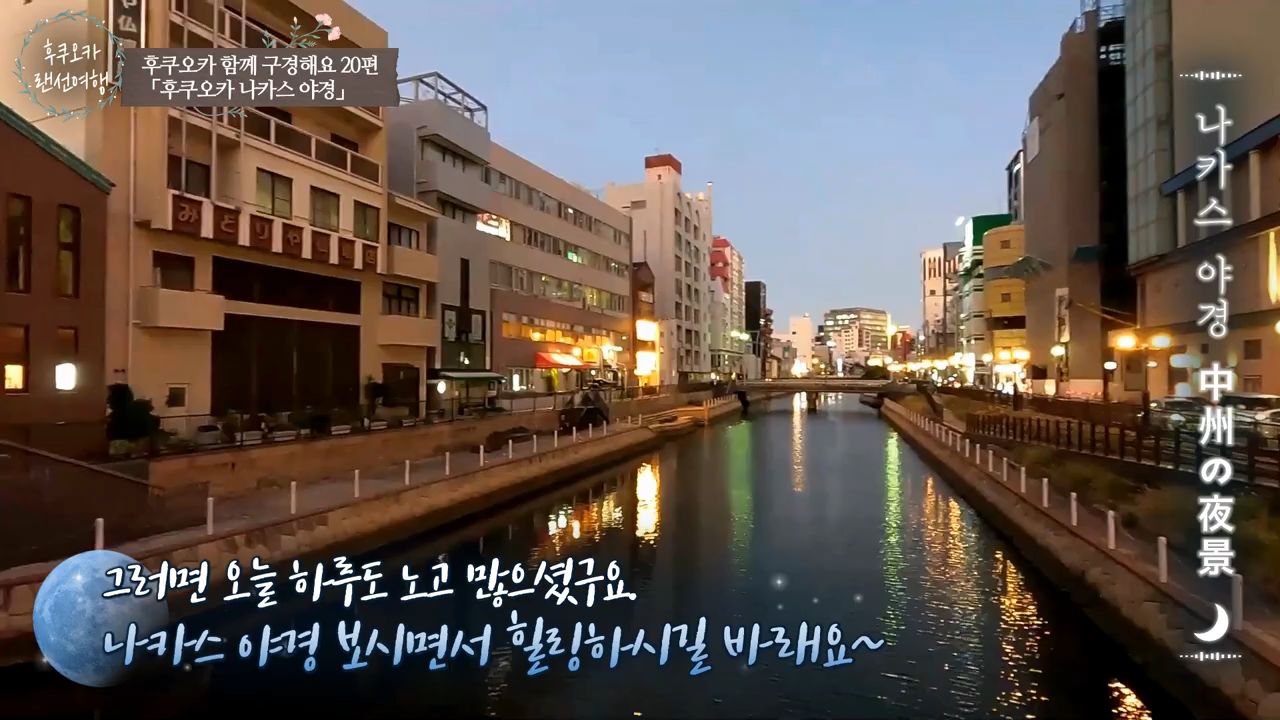 후쿠오카
랜선여행
후쿠오카 함께 구경해요 20편
「후쿠오카 나카스 야경」
や仏
みどりや
나카스 야경 中州の夜景
그러면 오늘 하루도 노고 많으셨구요.
나카스 야경 보시면서 힐링하시길 바래요~